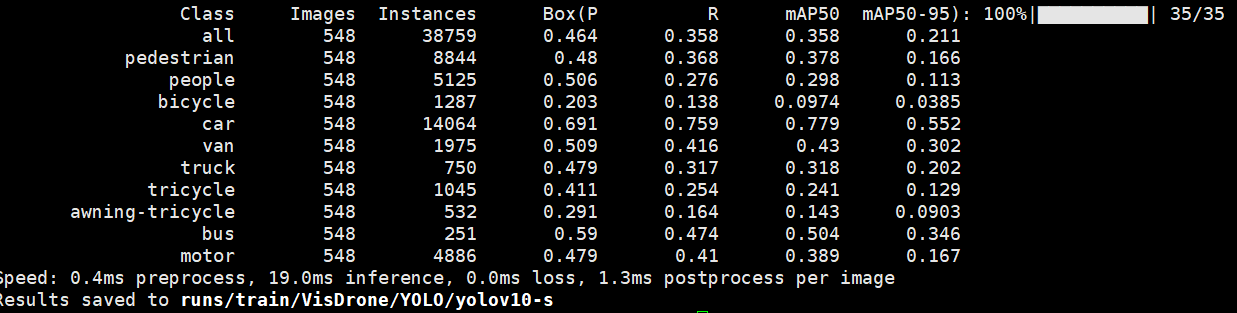 Class Images Instances Box(P R mAP50 mAP50-95): 100%|██████████| 35/35
all 548 38759 0.464 0.358 0.358 0.211
pedestrian 548 8844 0.48 0.368 0.378 0.166
people 548 5125 0.506 0.276 0.298 0.113
bicycle 548 1287 0.203 0.138 0.0974 0.0385
car 548 14064 0.691 0.759 0.779 0.552
van 548 1975 0.509 0.416 0.43 0.302
truck 548 750 0.479 0.317 0.318 0.202
tricycle 548 1045 0.411 0.254 0.241 0.129
awning-tricycle 548 532 0.291 0.164 0.143 0.0903
bus 548 251 0.59 0.474 0.504 0.346
motor 548 4886 0.479 0.41 0.389 0.167
Speed: 0.4ms preprocess, 19.0ms inference, 0.0ms loss, 1.3ms postprocess per image
Results saved to runs/train/VisDrone/YOLO/yolov10-s